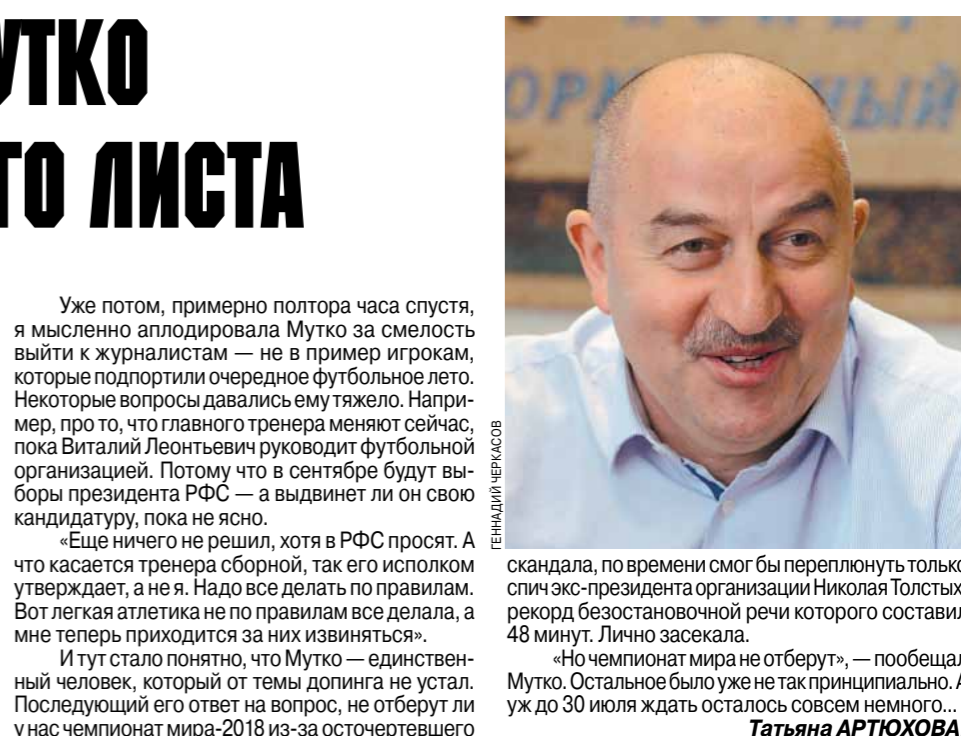 УТКО
ГО ЛИСТА
Уже потом, примерно полтора часа спустя,
я мысленно аплодировала Мутко за смелость
выйти к журналистам — не в пример игрокам,
которые подпортили очередное футбольное лето.
Некоторые вопросы давались ему тяжело. Напри-
мер, про то, что главного тренера меняют сейчас,
пока Виталий Леонтьевич руководит футбольной
организацией. Потому что в сентябре будут вы-
боры президента РФС — а выдвинет ли он свою
кандидатуру, пока не ясно.
«Еще ничего не решил, хотя в РФС просят. А
что касается тренера сборной, так его исполком
утверждает, а не я. Надо все делать по правилам.
Вот легкая атлетика не по правилам все делала, а
мне теперь приходится за них извиняться».
И тут стало понятно, что Мутко — единствен-
ный человек, который от темы допинга не устал.
Последующий его ответ на вопрос, не отберут ли
у нас чемпионат мира-2018 из-за осточертевшего
ГЕННАДИЙ ЧЕРКАСОВ
скандала, по времени смог бы переплюнуть только
спич экс-президента организации Николая Толстых,
рекорд безостановочной речи которого составил
48 минут. Лично засекала.
«Но чемпионат мира не отберут», — пообещал
Мутко. Остальное было уже не так принципиально. А
уж до 30 июля ждать осталось совсем немного...
Татьяна АРТЮХОВА